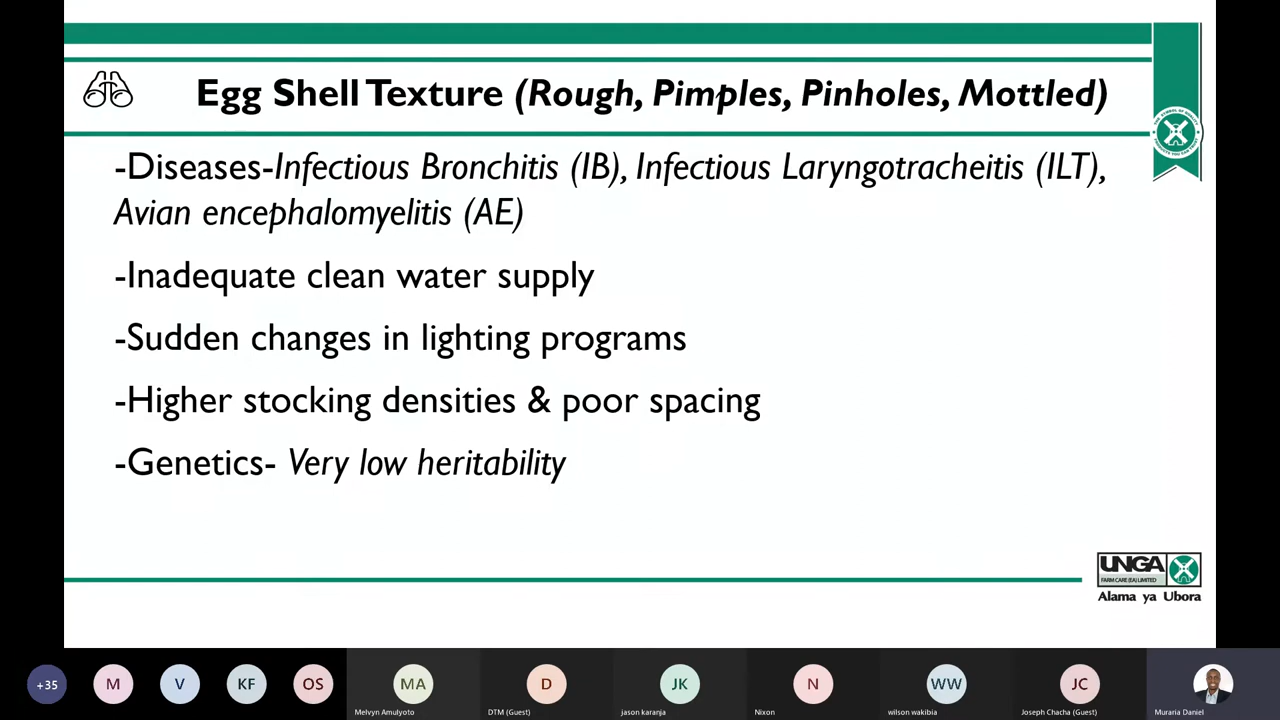 Egg Shell Texture (Rough, Pimples, Pinholes, Mottled)
-Diseases-Infectious Bronchitis (IB), Infectious Laryngotracheitis (ILT),
Avian encephalomyelitis (AE)
-Inadequate clean water supply
-Sudden changes in lighting programs
-Higher stocking densities & poor spacing
-Genetics- Very low heritability
UNGA
FARM CARE (EA) LIMITED
Alama ya Ubora
+35
M
V
KF
OS
MA
Melvyn Amulyoto
D
DTM (Guest)
JK
jason karanja
N
Nixon
WW
wilson wakibia
JC
Joseph Chacha (Guest)
Muraria Daniel